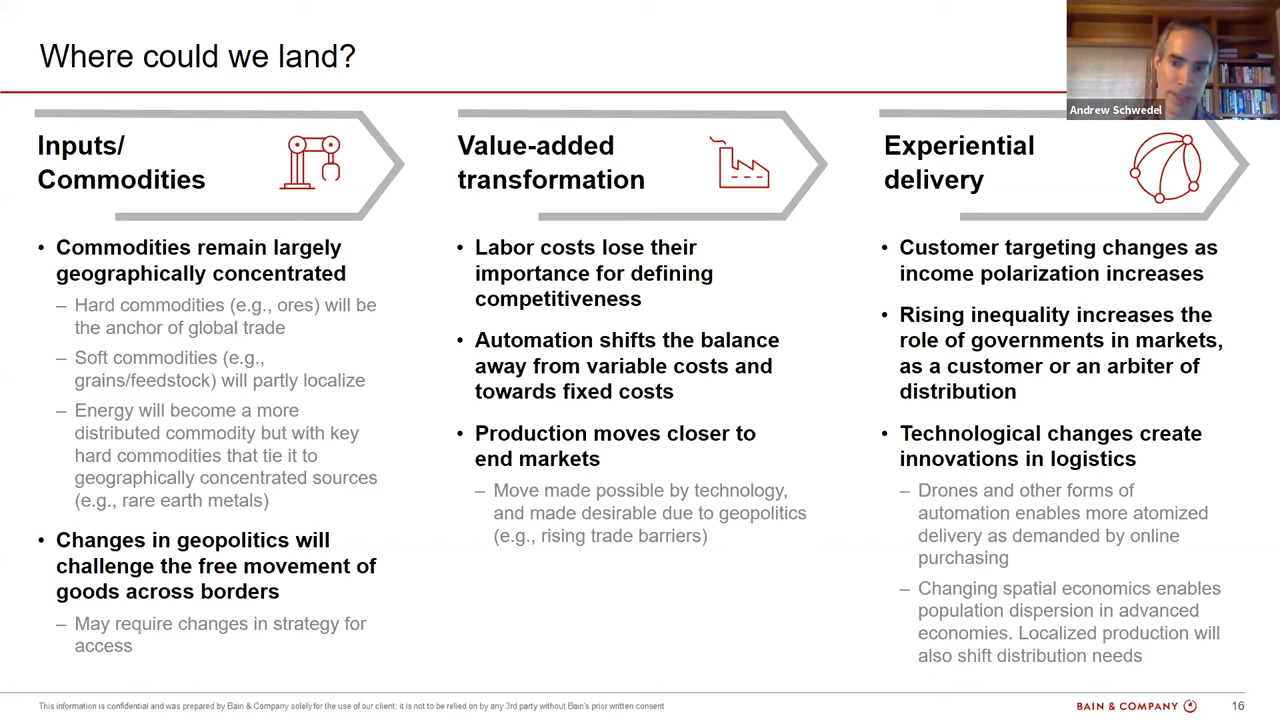 Where could we land?
Andrew Schwedel
Inputs/
Commodities
• Commodities remain largely
geographically concentrated
– Hard commodities (e.g., ores) will be
the anchor of global trade
– Soft commodities (e.g.,
grains/feedstock) will partly localize
– Energy will become a more
distributed commodity but with key
hard commodities that tie it to
geographically concentrated sources
(e.g., rare earth metals)
• Changes in geopolitics will
challenge the free movement of
goods across borders
– May require changes in strategy for
access
Value-added
transformation
• Labor costs lose their
importance for defining
competitiveness
• Automation shifts the balance
away from variable costs and
towards fixed costs
• Production moves closer to
end markets
– Move made possible by technology,
and made desirable due to geopolitics
(e.g., rising trade barriers)
Experiential
delivery
• Customer targeting changes as
income polarization increases
• Rising inequality increases the
role of governments in markets,
as a customer or an arbiter of
distribution
• Technological changes create
innovations in logistics
– Drones and other forms of
automation enables more atomized
delivery as demanded by online
purchasing
– Changing spatial economics enables
population dispersion in advanced
economies. Localized production will
also shift distribution needs
This information is confidential and was prepared by Bain & Company solely for the use of our client; it is not to be relied on by any 3rd party without Bain's prior written consent
BAIN & COMPANY
16